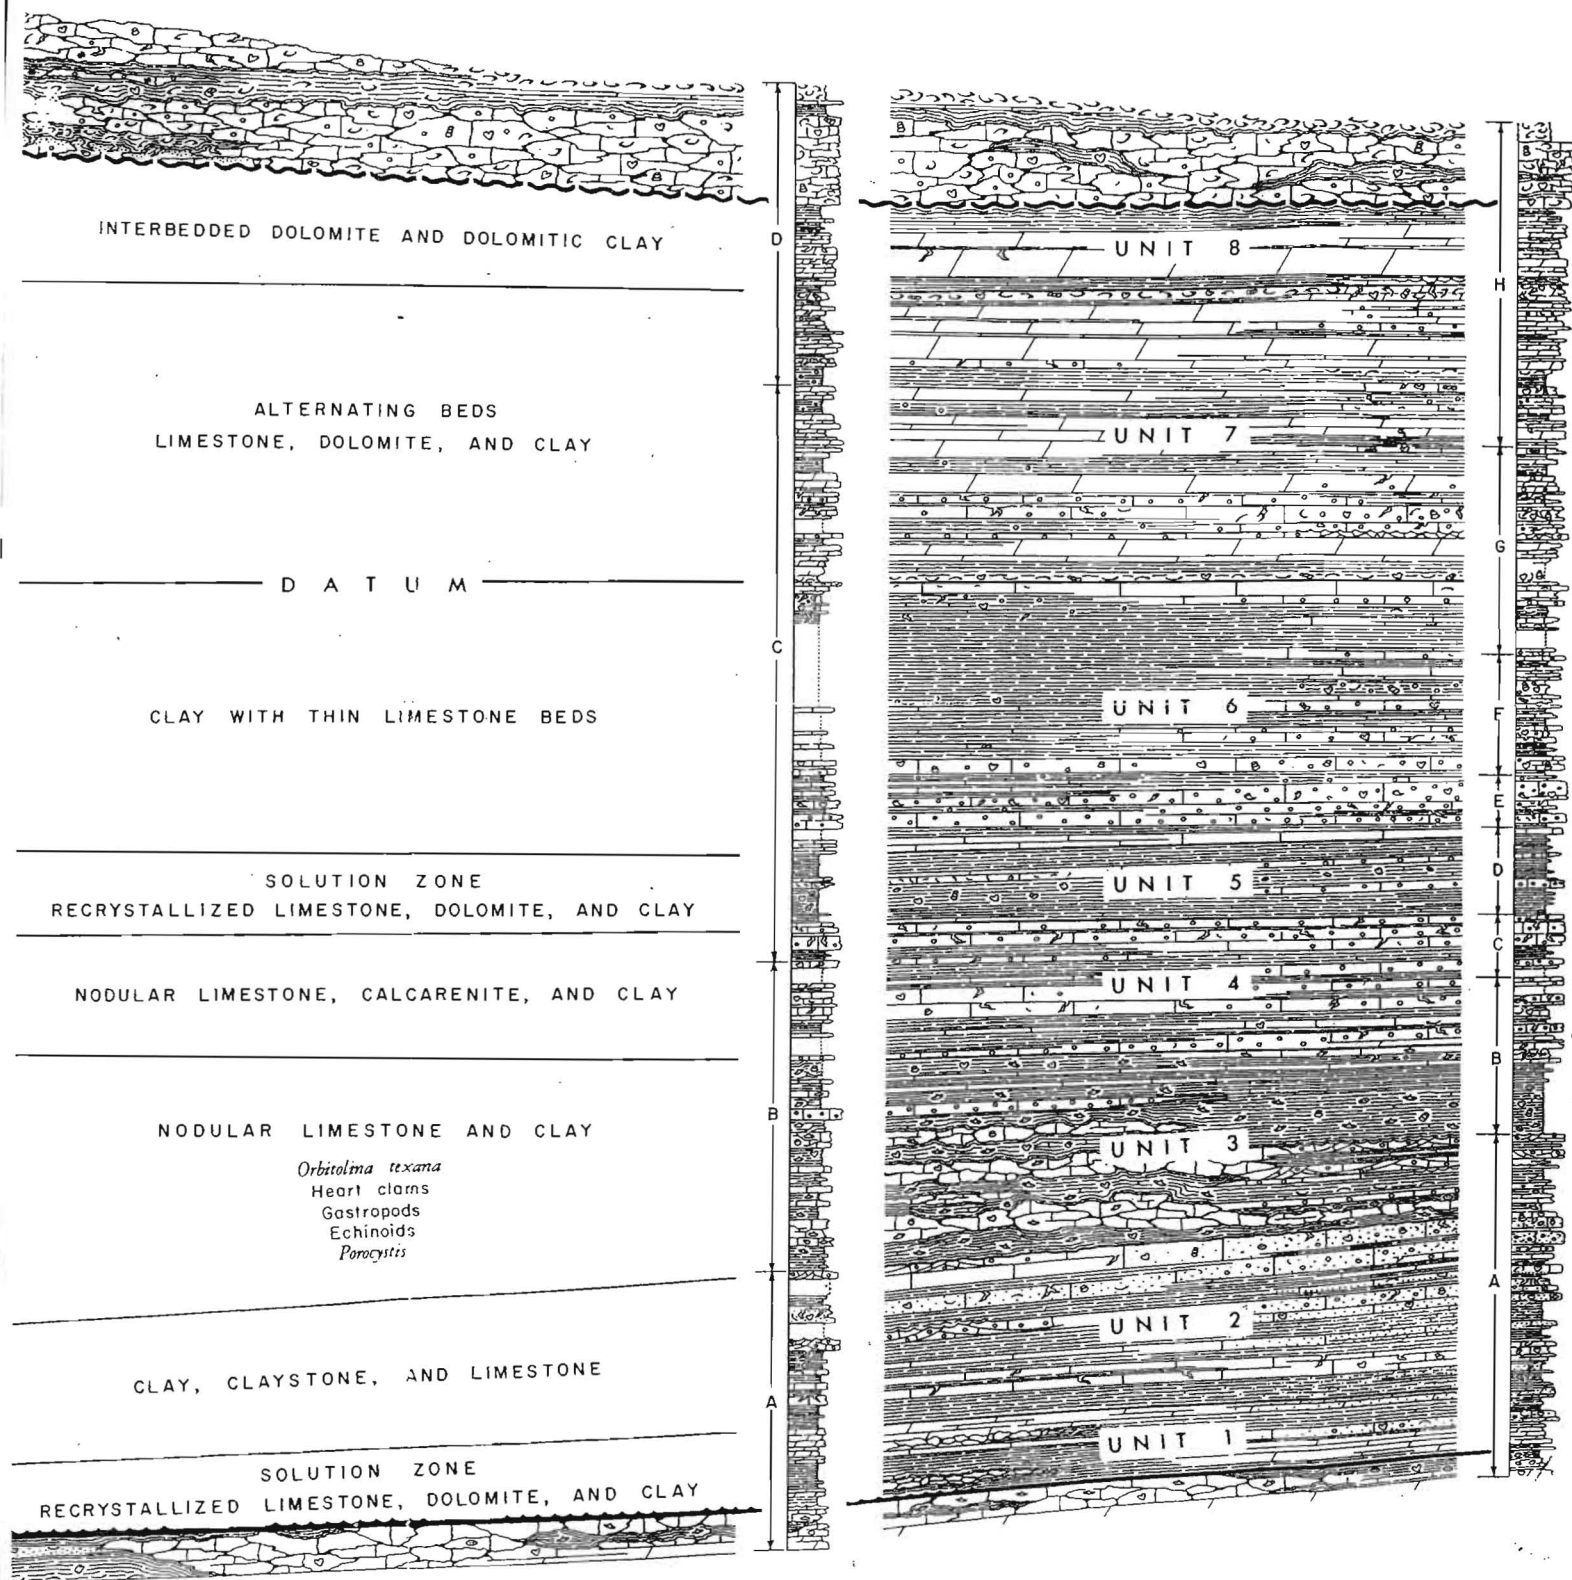 INTERBEDDED DOLOMITE AND DOLOMITIC CLAY
ALTERNATING BEDS
LIMESTONE, DOLOMITE, AND CLAY
DATUM
CLAY WITH THIN LIMESTONE BEDS
SOLUTION ZONE
RECRYSTALLIZED LIMESTONE, DOLOMITE, AND CLAY
NODULAR LIMESTONE, CALCARENITE, AND CLAY
NODULAR LIMESTONE AND CLAY
Orbitolina texana
Heart clams
Gastropods
Echinoids
Porocystis
CLAY, CLAYSTONE, AND LIMESTONE
SOLUTION ZONE
RECRYSTALLIZED LIMESTONE, DOLOMITE, AND CLAY
D
C
B
A
UNIT 8
UNIT 7
UNIT 6
UNIT 5
UNIT 4
UNIT 3
UNIT 2
UNIT 1
H
G
F
E
D
C
B
A